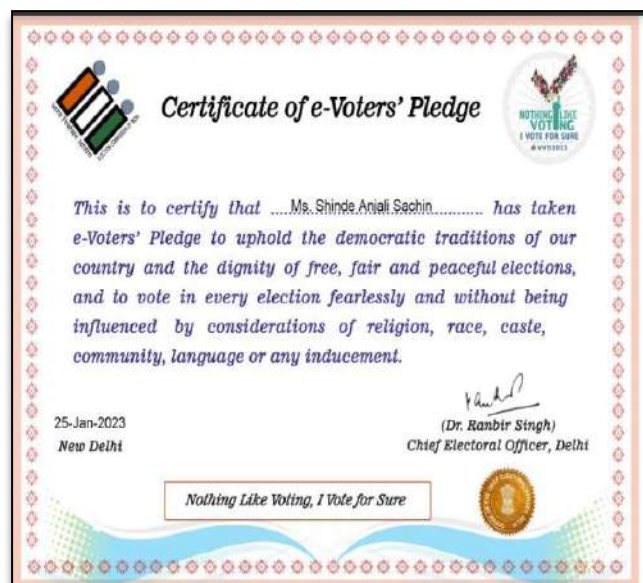 Certificate of e-Voters' Pledge
NOTHING LIKE
VOTING
I VOTE FOR SURE
#NVD2023
This is to certify that ....Ms. Shinde Anjali Sachin............. has taken
e-Voters' Pledge to uphold the democratic traditions of our
country and the dignity of free, fair and peaceful elections,
and to vote in every election fearlessly and without being
influenced by considerations of religion, race, caste,
community, language or any inducement.
25-Jan-2023
New Delhi
(Dr. Ranbir Singh)
Chief Electoral Officer, Delhi
Nothing Like Voting, I Vote for Sure